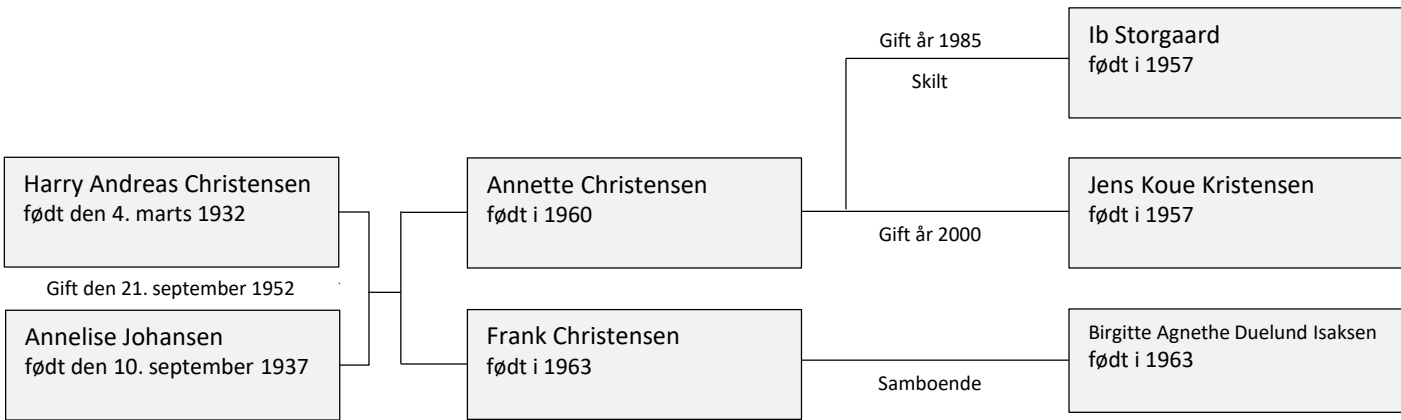 Gift år 1985
Skilt
Ib Storgaard
født i 1957
Harry Andreas Christensen
født den 4. marts 1932
Annette Christensen
født i 1960
Jens Koue Kristensen
født i 1957
Gift år 2000
Gift den 21. september 1952
Annelise Johansen
født den 10. september 1937
Frank Christensen
født i 1963
Birgitte Agnethe Duelund Isaksen
født i 1963
Samboende